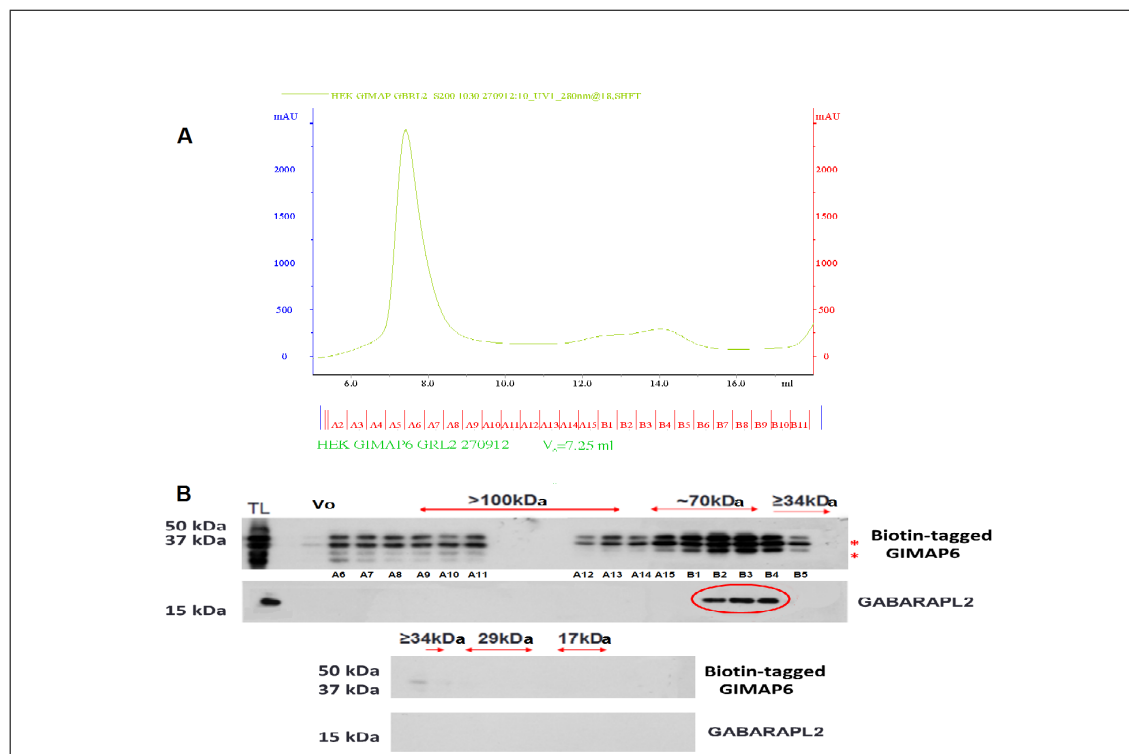 HEK GIMAP GBRL2 S200 1030 270912:10_UV1_280nm@18,SHFT
mAU mAU
A
2000 2000
1500 1500
1000 1000
500 500
0 0
6.0 8.0 10.0 12.0 14.0 16.0 ml
A2 A3 A4 A5 A6 A7 A8 A9 A10 A11 A12 A13 A14 A15 B1 B2 B3 B4 B5 B6 B7 B8 B9 B10 B11
HEK GIMAP6 GRL2 270912 =7.25 ml
B
TL Vo >100kDa ~70kDa ≥34kDa
50 kDa
37 kDa
Biotin-tagged
GIMAP6
*
*
A6 A7 A8 A9 A10 A11 A12 A13 A14 A15 B1 B2 B3 B4 B5
15 kDa GABARAPL2
≥34kDa 29kDa 17kDa
50 kDa
37 kDa
Biotin-tagged
GIMAP6
15 kDa GABARAPL2